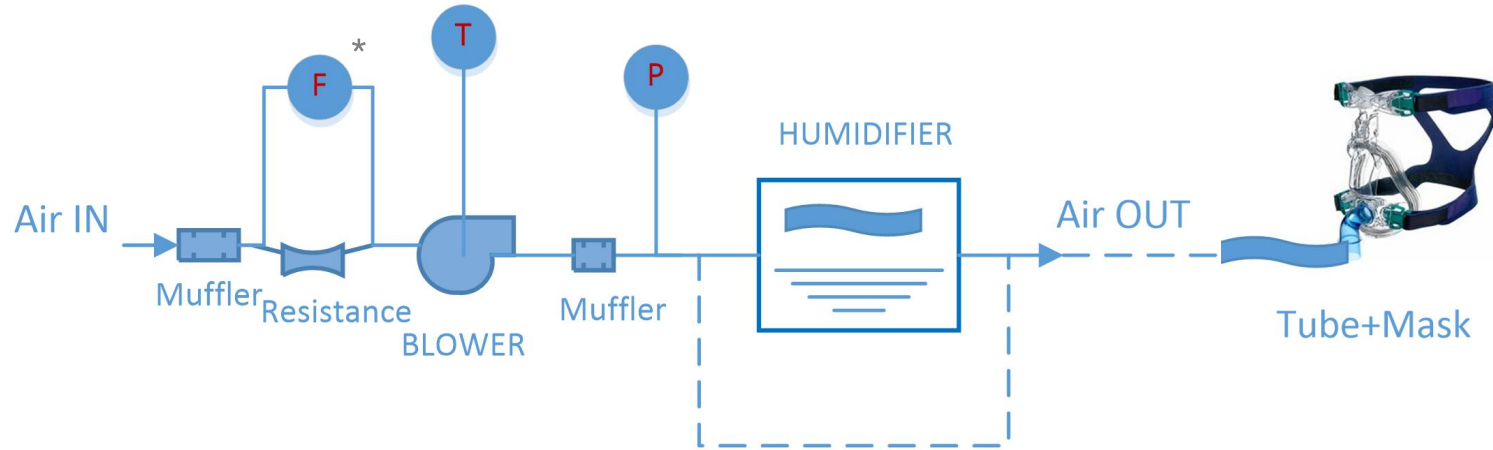 F
*
T
P
HUMIDIFIER
Air IN
Air OUT
Muffler
Resistance
BLOWER
Muffler
Tube+Mask